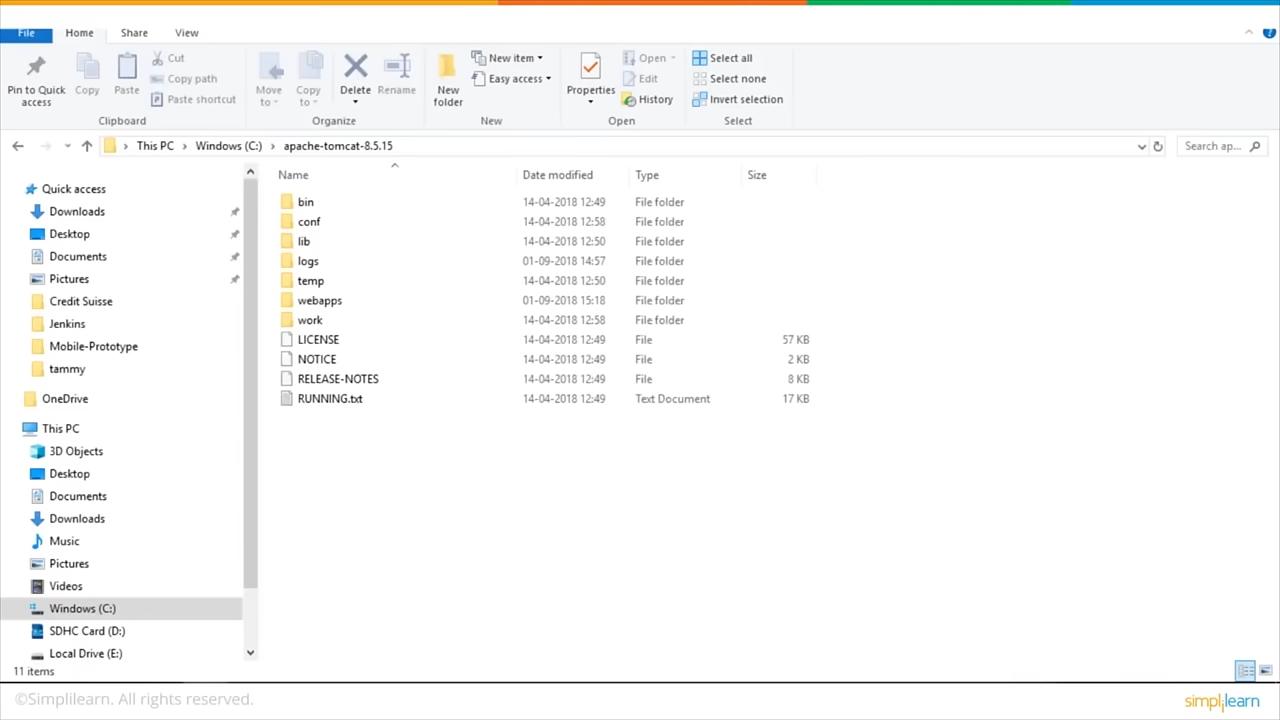 File Home Share View
Pin to Quick access
Copy
Paste
Cut
Copy path
Paste shortcut
Clipboard
Move to
Copy to
Delete
Rename
Organize
New folder
New item
Easy access
New
Properties
Open
Edit
History
Open
Select all
Select none
Invert selection
Select
This PC > Windows (C:) > apache-tomcat-8.5.15
Search ap...
Quick access
Downloads
Desktop
Documents
Pictures
Credit Suisse
Jenkins
Mobile-Prototype
tammy
OneDrive
This PC
3D Objects
Desktop
Documents
Downloads
Music
Pictures
Videos
Windows (C:)
SDHC Card (D:)
Local Drive (E:)
Name Date modified Type Size
bin 14-04-2018 12:49 File folder
conf 14-04-2018 12:58 File folder
lib 14-04-2018 12:50 File folder
logs 01-09-2018 14:57 File folder
temp 14-04-2018 12:50 File folder
webapps 01-09-2018 15:18 File folder
work 14-04-2018 12:58 File folder
LICENSE 14-04-2018 12:49 File 57 KB
NOTICE 14-04-2018 12:49 File 2 KB
RELEASE-NOTES 14-04-2018 12:49 File 8 KB
RUNNING.txt 14-04-2018 12:49 Text Document 17 KB
11 items
©Simplilearn. All rights reserved.
simplilearn